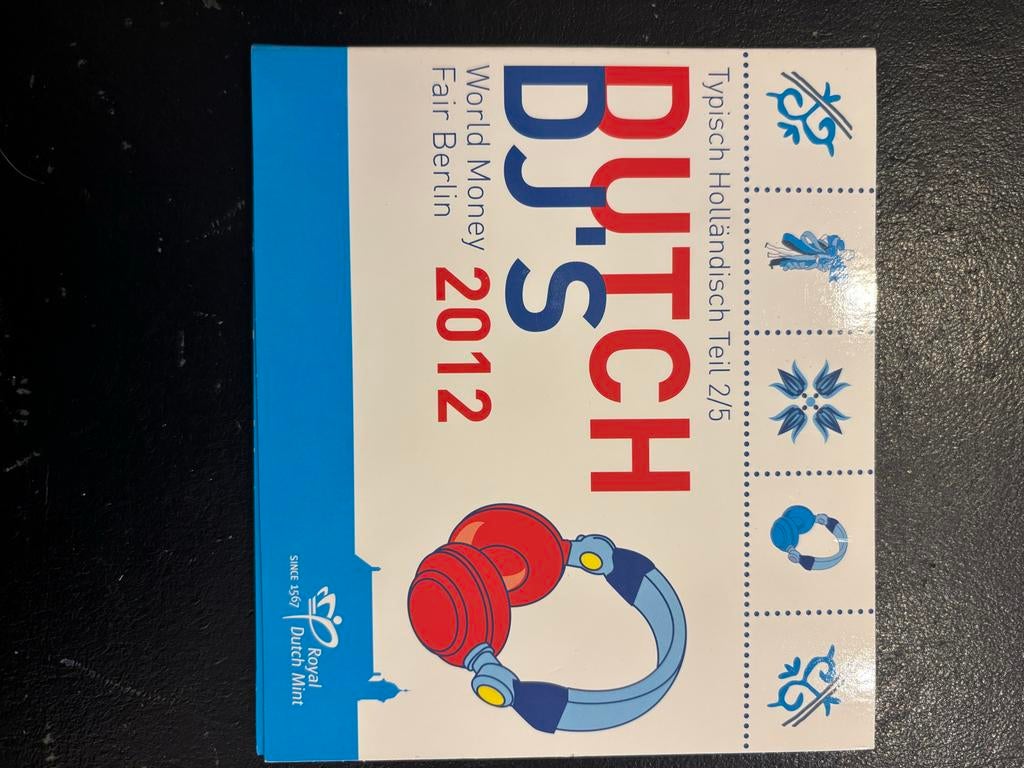 Typisch Holländisch Teil 2/5
DUTCH
DJ'S
World Money
Fair Berlin 2012
Royal
Dutch Mint
SINCE 1567